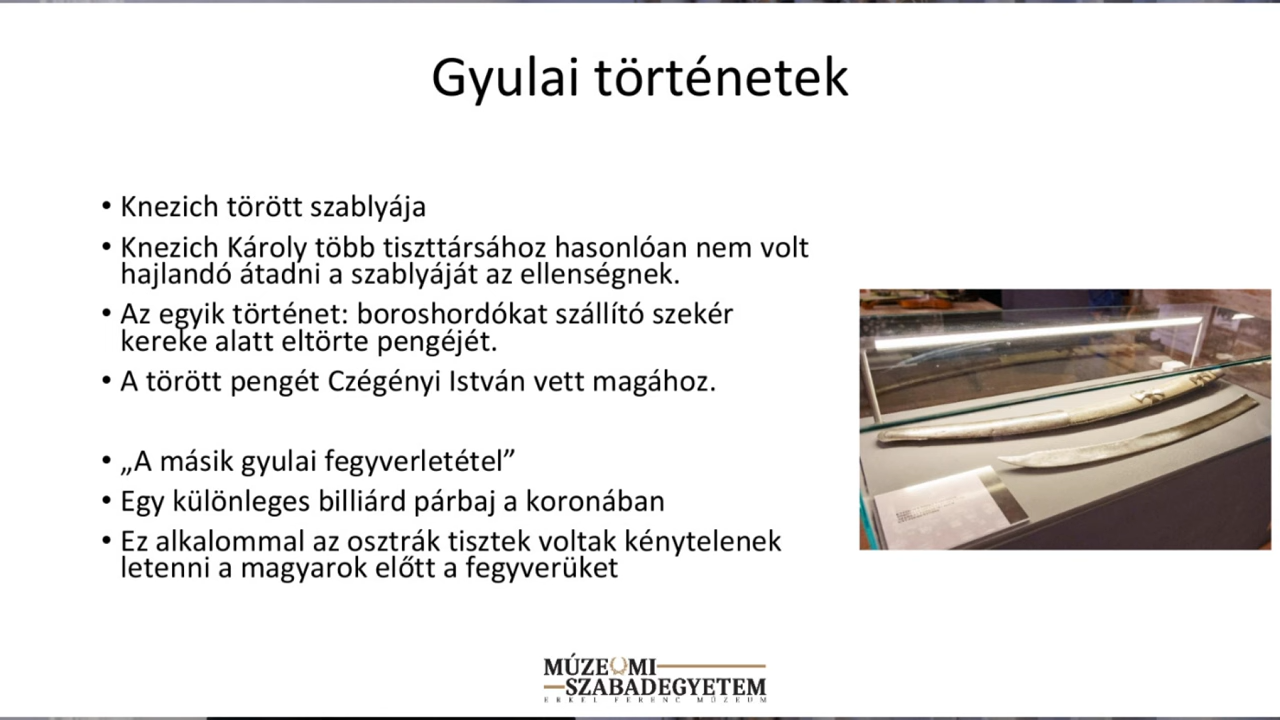 Gyulai történetek
• Knezich törött szablyája
• Knezich Károly több tiszttársához hasonlóan nem volt
hajlandó átadni a szablyáját az ellenségnek.
• Az egyik történet: boroshordókat szállító szekér
kereke alatt eltörte pengéjét.
• A törött pengét Czégényi István vett magához.
• „A másik gyulai fegyverletétel”
• Egy különleges billiárd párbaj a koronában
• Ez alkalommal az osztrák tisztek voltak kénytelenek
letenni a magyarok előtt a fegyverüket
MÚZEUMI
SZABADEGYETEM
ERKEL FERENC MÚZEUM